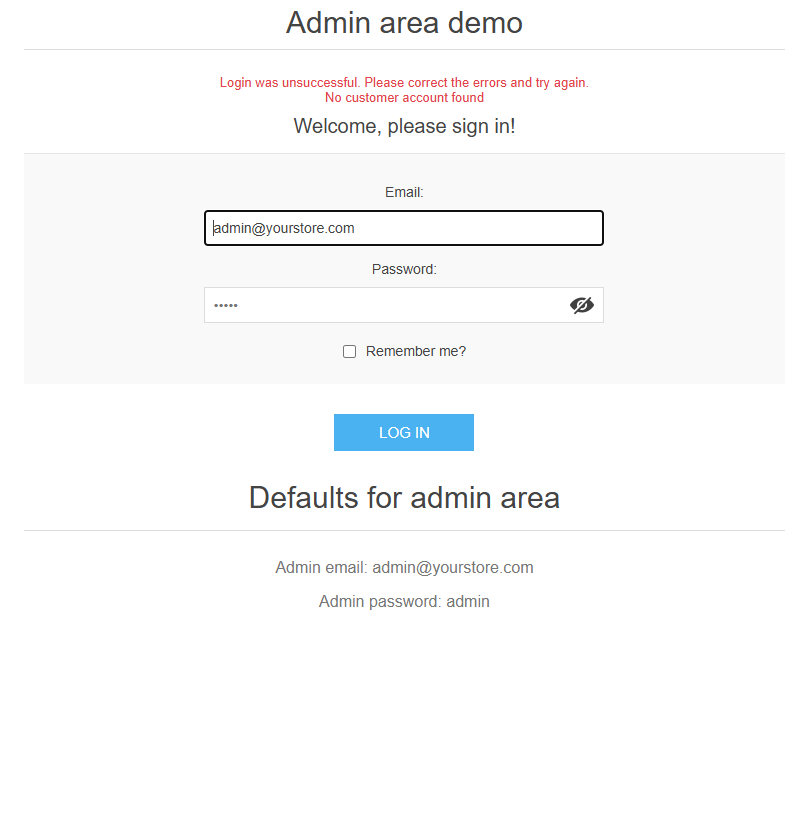 Admin area demo
Login was unsuccessful. Please correct the errors and try again.
No customer account found
Welcome, please sign in!
Email:
admin@yourstore.com
Password:
•••••
Remember me?
LOG IN
Defaults for admin area
Admin email: admin@yourstore.com
Admin password: admin